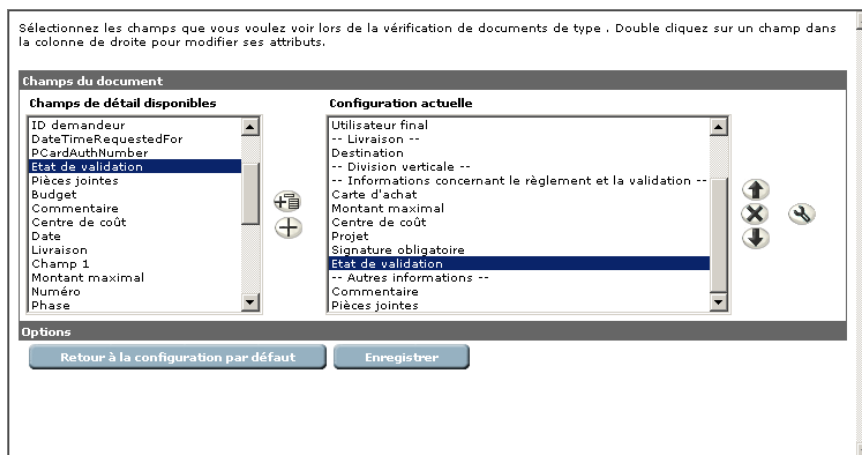 Sélectionnez les champs que vous voulez voir lors de la vérification de documents de type . Double cliquez sur un champ dans
la colonne de droite pour modifier ses attributs.
Champs du document
Champs de détail disponibles
ID demandeur
DateTimeRequestedFor
PCardAuthNumber
Etat de validation
Pièces jointes
Budget
Commentaire
Centre de coût
Date
Livraison
Champ 1
Montant maximal
Numéro
Phase
Configuration actuelle
Utilisateur final
-- Livraison --
Destination
-- Division verticale --
-- Informations concernant le règlement et la validation --
Carte d'achat
Montant maximal
Centre de coût
Projet
Signature obligatoire
Etat de validation
-- Autres informations --
Commentaire
Pièces jointes
Options
Retour à la configuration par défaut
Enregistrer